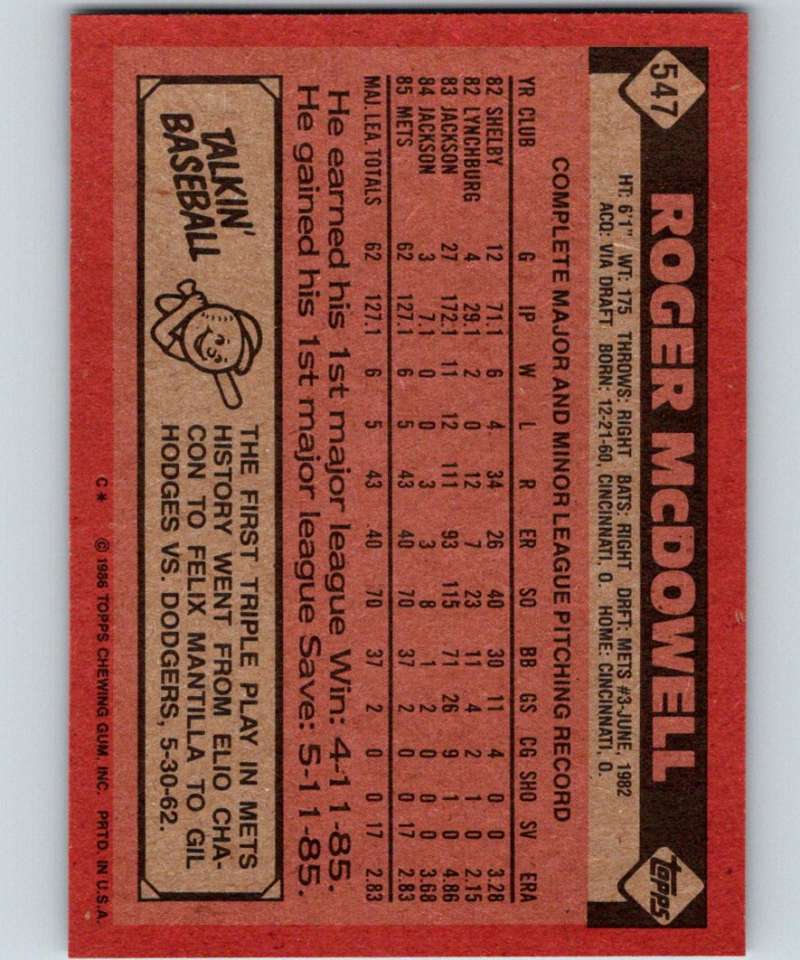 547
ROGER McDOWELL
topps
HT: 6'1" WT: 175 THROWS: RIGHT BATS: RIGHT DRFT: METS #3-JUNE, 1982
ACQ: VIA DRAFT BORN: 12-21-60, CINCINNATI, O. HOME: CINCINNATI, O.
COMPLETE MAJOR AND MINOR LEAGUE PITCHING RECORD
YR CLUB G IP W L R ER SO BB GS CG SHO SV ERA
82 SHELBY 12 71.1 6 4 34 26 40 30 11 4 0 0 3.28
82 LYNCHBURG 4 29.1 2 0 12 7 23 11 4 2 1 0 2.15
83 JACKSON 27 172.1 11 12 111 93 115 71 26 9 1 0 4.86
84 JACKSON 3 7.1 0 0 3 3 8 1 2 0 0 0 3.68
85 METS 62 127.1 6 5 43 40 70 37 2 0 0 17 2.83
MAJ. LEA. TOTALS 62 127.1 6 5 43 40 70 37 2 0 0 17 2.83
He earned his 1st major league Win: 4-11-85.
He gained his 1st major league Save: 5-11-85.
TALKIN'
BASEBALL
THE FIRST TRIPLE PLAY IN METS
HISTORY WENT FROM ELIO CHA-
CON TO FELIX MANTILLA TO GIL
HODGES VS. DODGERS, 5-30-62.
C* © 1986 TOPPS CHEWING GUM, INC. PRTD. IN U.S.A.